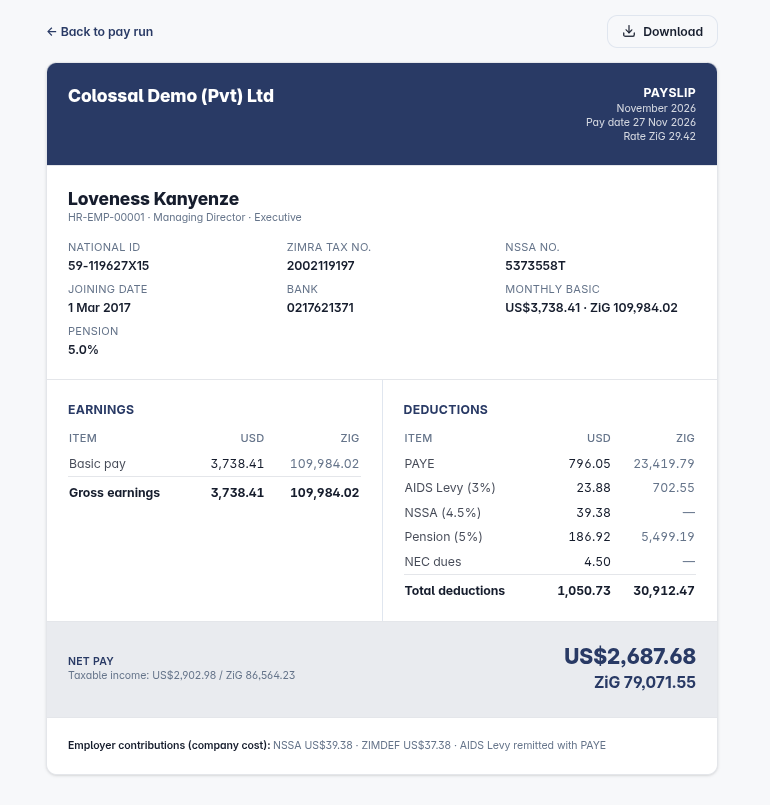 ← Back to pay run
Download
Colossal Demo (Pvt) Ltd
PAYSLIP
November 2026
Pay date 27 Nov 2026
Rate ZiG 29.42
Loveness Kanyenze
HR-EMP-00001 · Managing Director · Executive
NATIONAL ID ZIMRA TAX NO. NSSA NO.
59-119627X15 2002119197 5373558T
JOINING DATE BANK MONTHLY BASIC
1 Mar 2017 0217621371 US$3,738.41 · ZiG 109,984.02
PENSION
5.0%
EARNINGS
ITEM USD ZIG
Basic pay 3,738.41 109,984.02
Gross earnings 3,738.41 109,984.02
DEDUCTIONS
ITEM USD ZIG
PAYE 796.05 23,419.79
AIDS Levy (3%) 23.88 702.55
NSSA (4.5%) 39.38 —
Pension (5%) 186.92 5,499.19
NEC dues 4.50 —
Total deductions 1,050.73 30,912.47
NET PAY
Taxable income: US$2,902.98 / ZiG 86,564.23
US$2,687.68
ZiG 79,071.55
Employer contributions (company cost): NSSA US$39.38 · ZIMDEF US$37.38 · AIDS Levy remitted with PAYE